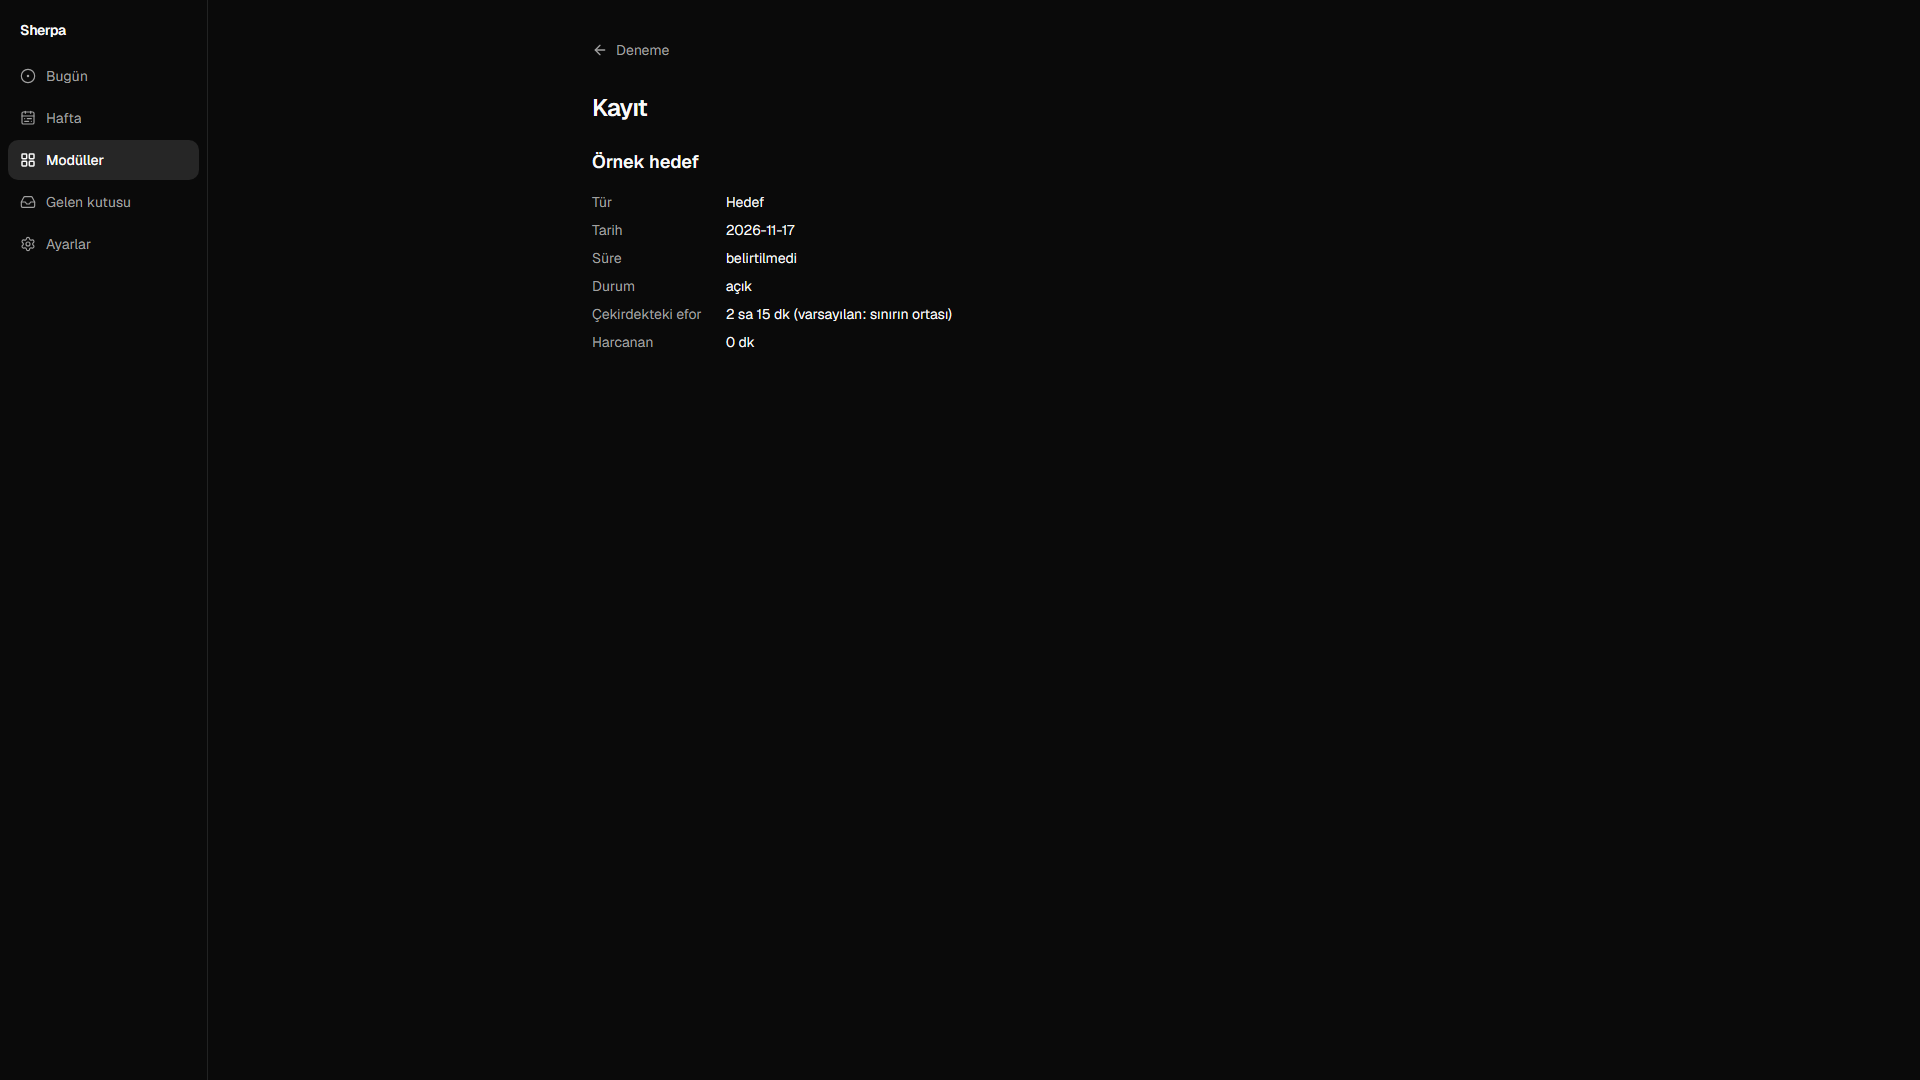 Sherpa
Bugün
Hafta
Modüller
Gelen kutusu
Ayarlar
Deneme
Kayıt
Örnek hedef
Tür Hedef
Tarih 2026-11-17
Süre belirtilmedi
Durum açık
Çekirdekteki efor 2 sa 15 dk (varsayılan: sınırın ortası)
Harcanan 0 dk